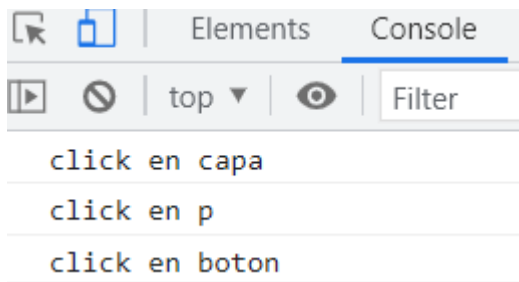 Elements Console
top Filter
click en capa
click en p
click en boton